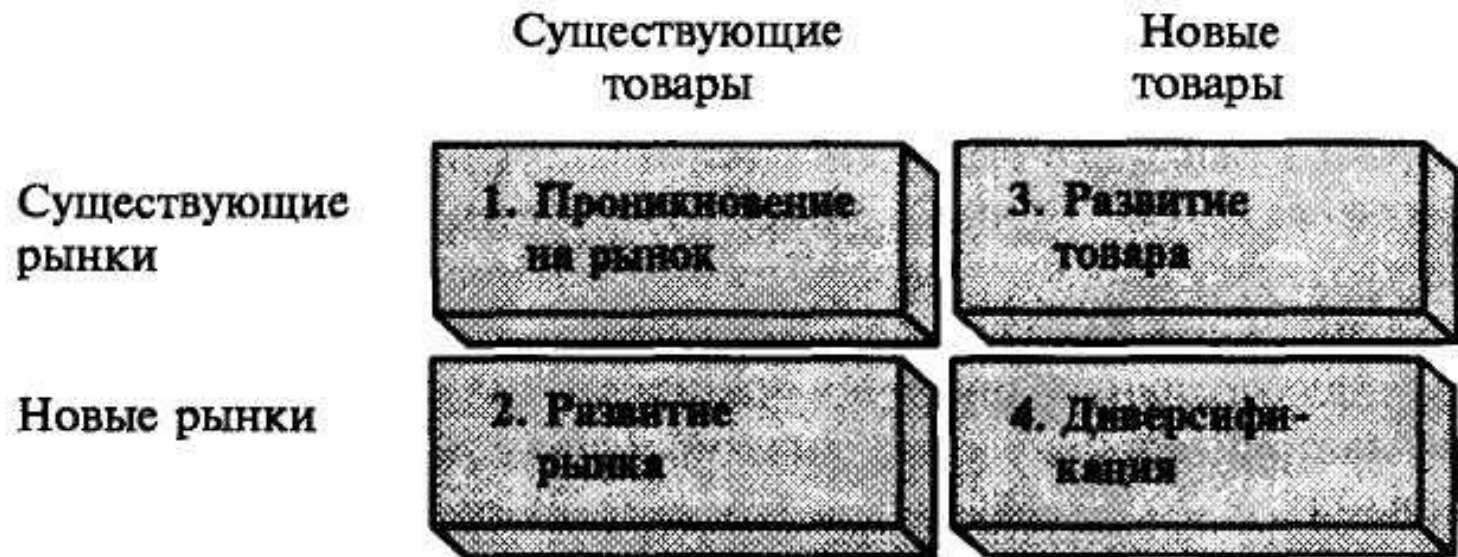 Существующие
товары
Новые
товары
Существующие
рынки
1. Проникновение
на рынок
3. Развитие
товара
Новые рынки
2. Развитие
рынка
4. Диверсифи-
кация